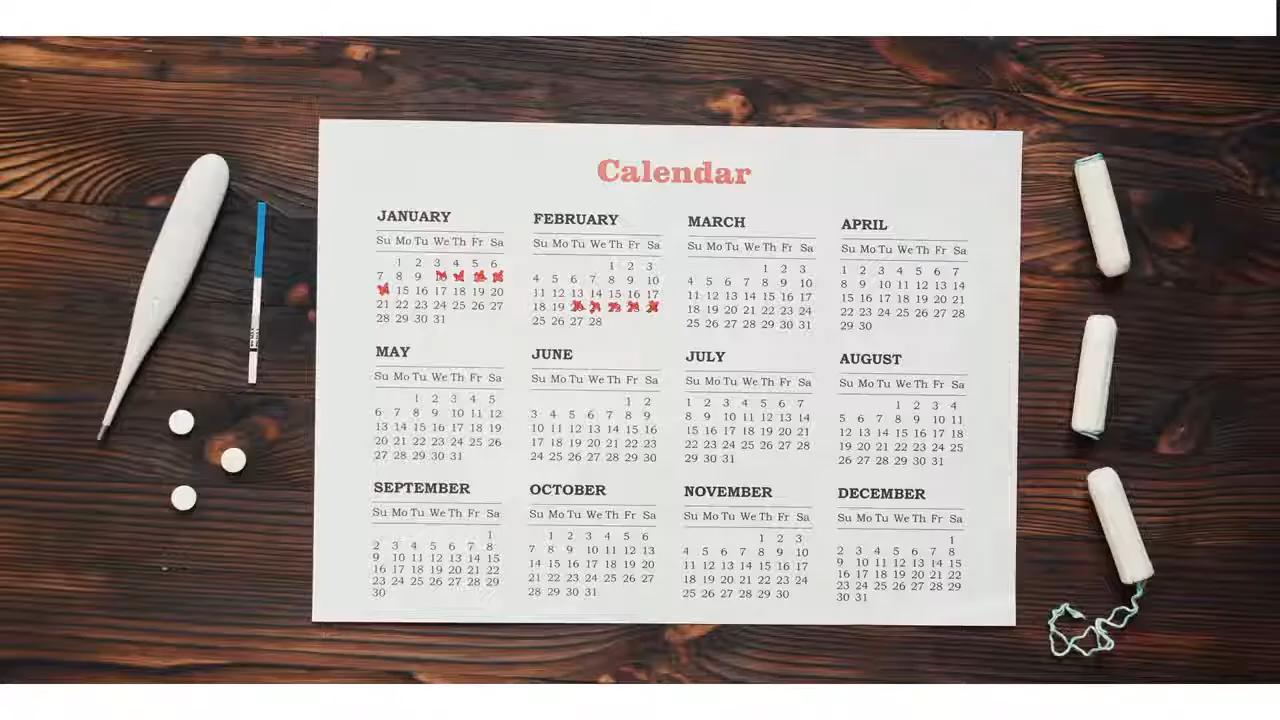 Calendar
JANUARY
Su Mo Tu We Th Fr Sa
1 2 3 4 5 6
7 8 9
15 16 17 18 19 20
21 22 23 24 25 26 27
28 29 30 31
FEBRUARY
Su Mo Tu We Th Fr Sa
1 2 3
4 5 6 7 8 9 10
11 12 13 14 15 16 17
18 19
25 26 27 28
MARCH
Su Mo Tu We Th Fr Sa
1 2 3
4 5 6 7 8 9 10
11 12 13 14 15 16 17
18 19 20 21 22 23 24
25 26 27 28 29 30 31
APRIL
Su Mo Tu We Th Fr Sa
1 2 3 4 5 6 7
8 9 10 11 12 13 14
15 16 17 18 19 20 21
22 23 24 25 26 27 28
29 30
MAY
Su Mo Tu We Th Fr Sa
1 2 3 4 5
6 7 8 9 10 11 12
13 14 15 16 17 18 19
20 21 22 23 24 25 26
27 28 29 30 31
JUNE
Su Mo Tu We Th Fr Sa
1 2
3 4 5 6 7 8 9
10 11 12 13 14 15 16
17 18 19 20 21 22 23
24 25 26 27 28 29 30
JULY
Su Mo Tu We Th Fr Sa
1 2 3 4 5 6 7
8 9 10 11 12 13 14
15 16 17 18 19 20 21
22 23 24 25 26 27 28
29 30 31
AUGUST
Su Mo Tu We Th Fr Sa
1 2 3 4
5 6 7 8 9 10 11
12 13 14 15 16 17 18
19 20 21 22 23 24 25
26 27 28 29 30 31
SEPTEMBER
Su Mo Tu We Th Fr Sa
1
2 3 4 5 6 7 8
9 10 11 12 13 14 15
16 17 18 19 20 21 22
23 24 25 26 27 28 29
30
OCTOBER
Su Mo Tu We Th Fr Sa
1 2 3 4 5 6
7 8 9 10 11 12 13
14 15 16 17 18 19 20
21 22 23 24 25 26 27
28 29 30 31
NOVEMBER
Su Mo Tu We Th Fr Sa
1 2 3
4 5 6 7 8 9 10
11 12 13 14 15 16 17
18 19 20 21 22 23 24
25 26 27 28 29 30
DECEMBER
Su Mo Tu We Th Fr Sa
1
2 3 4 5 6 7 8
9 10 11 12 13 14 15
16 17 18 19 20 21 22
23 24 25 26 27 28 29
30 31